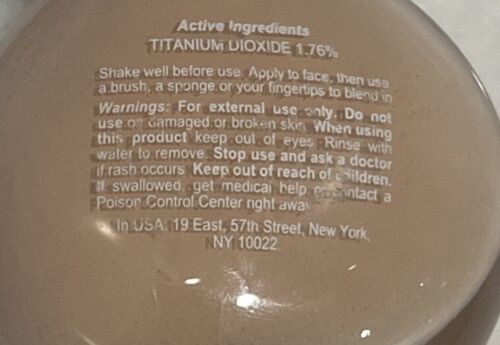 Active Ingredients
TITANIUM DIOXIDE 1.76%
Shake well before use. Apply to face, then use
a brush, a sponge or your fingertips to blend in.
Warnings: For external use only. Do not
use on damaged or broken skin. When using
this product keep out of eyes. Rinse with
water to remove. Stop use and ask a doctor
if rash occurs. Keep out of reach of children.
If swallowed, get medical help or contact a
Poison Control Center right away.
In USA: 19 East, 57th Street, New York,
NY 10022.